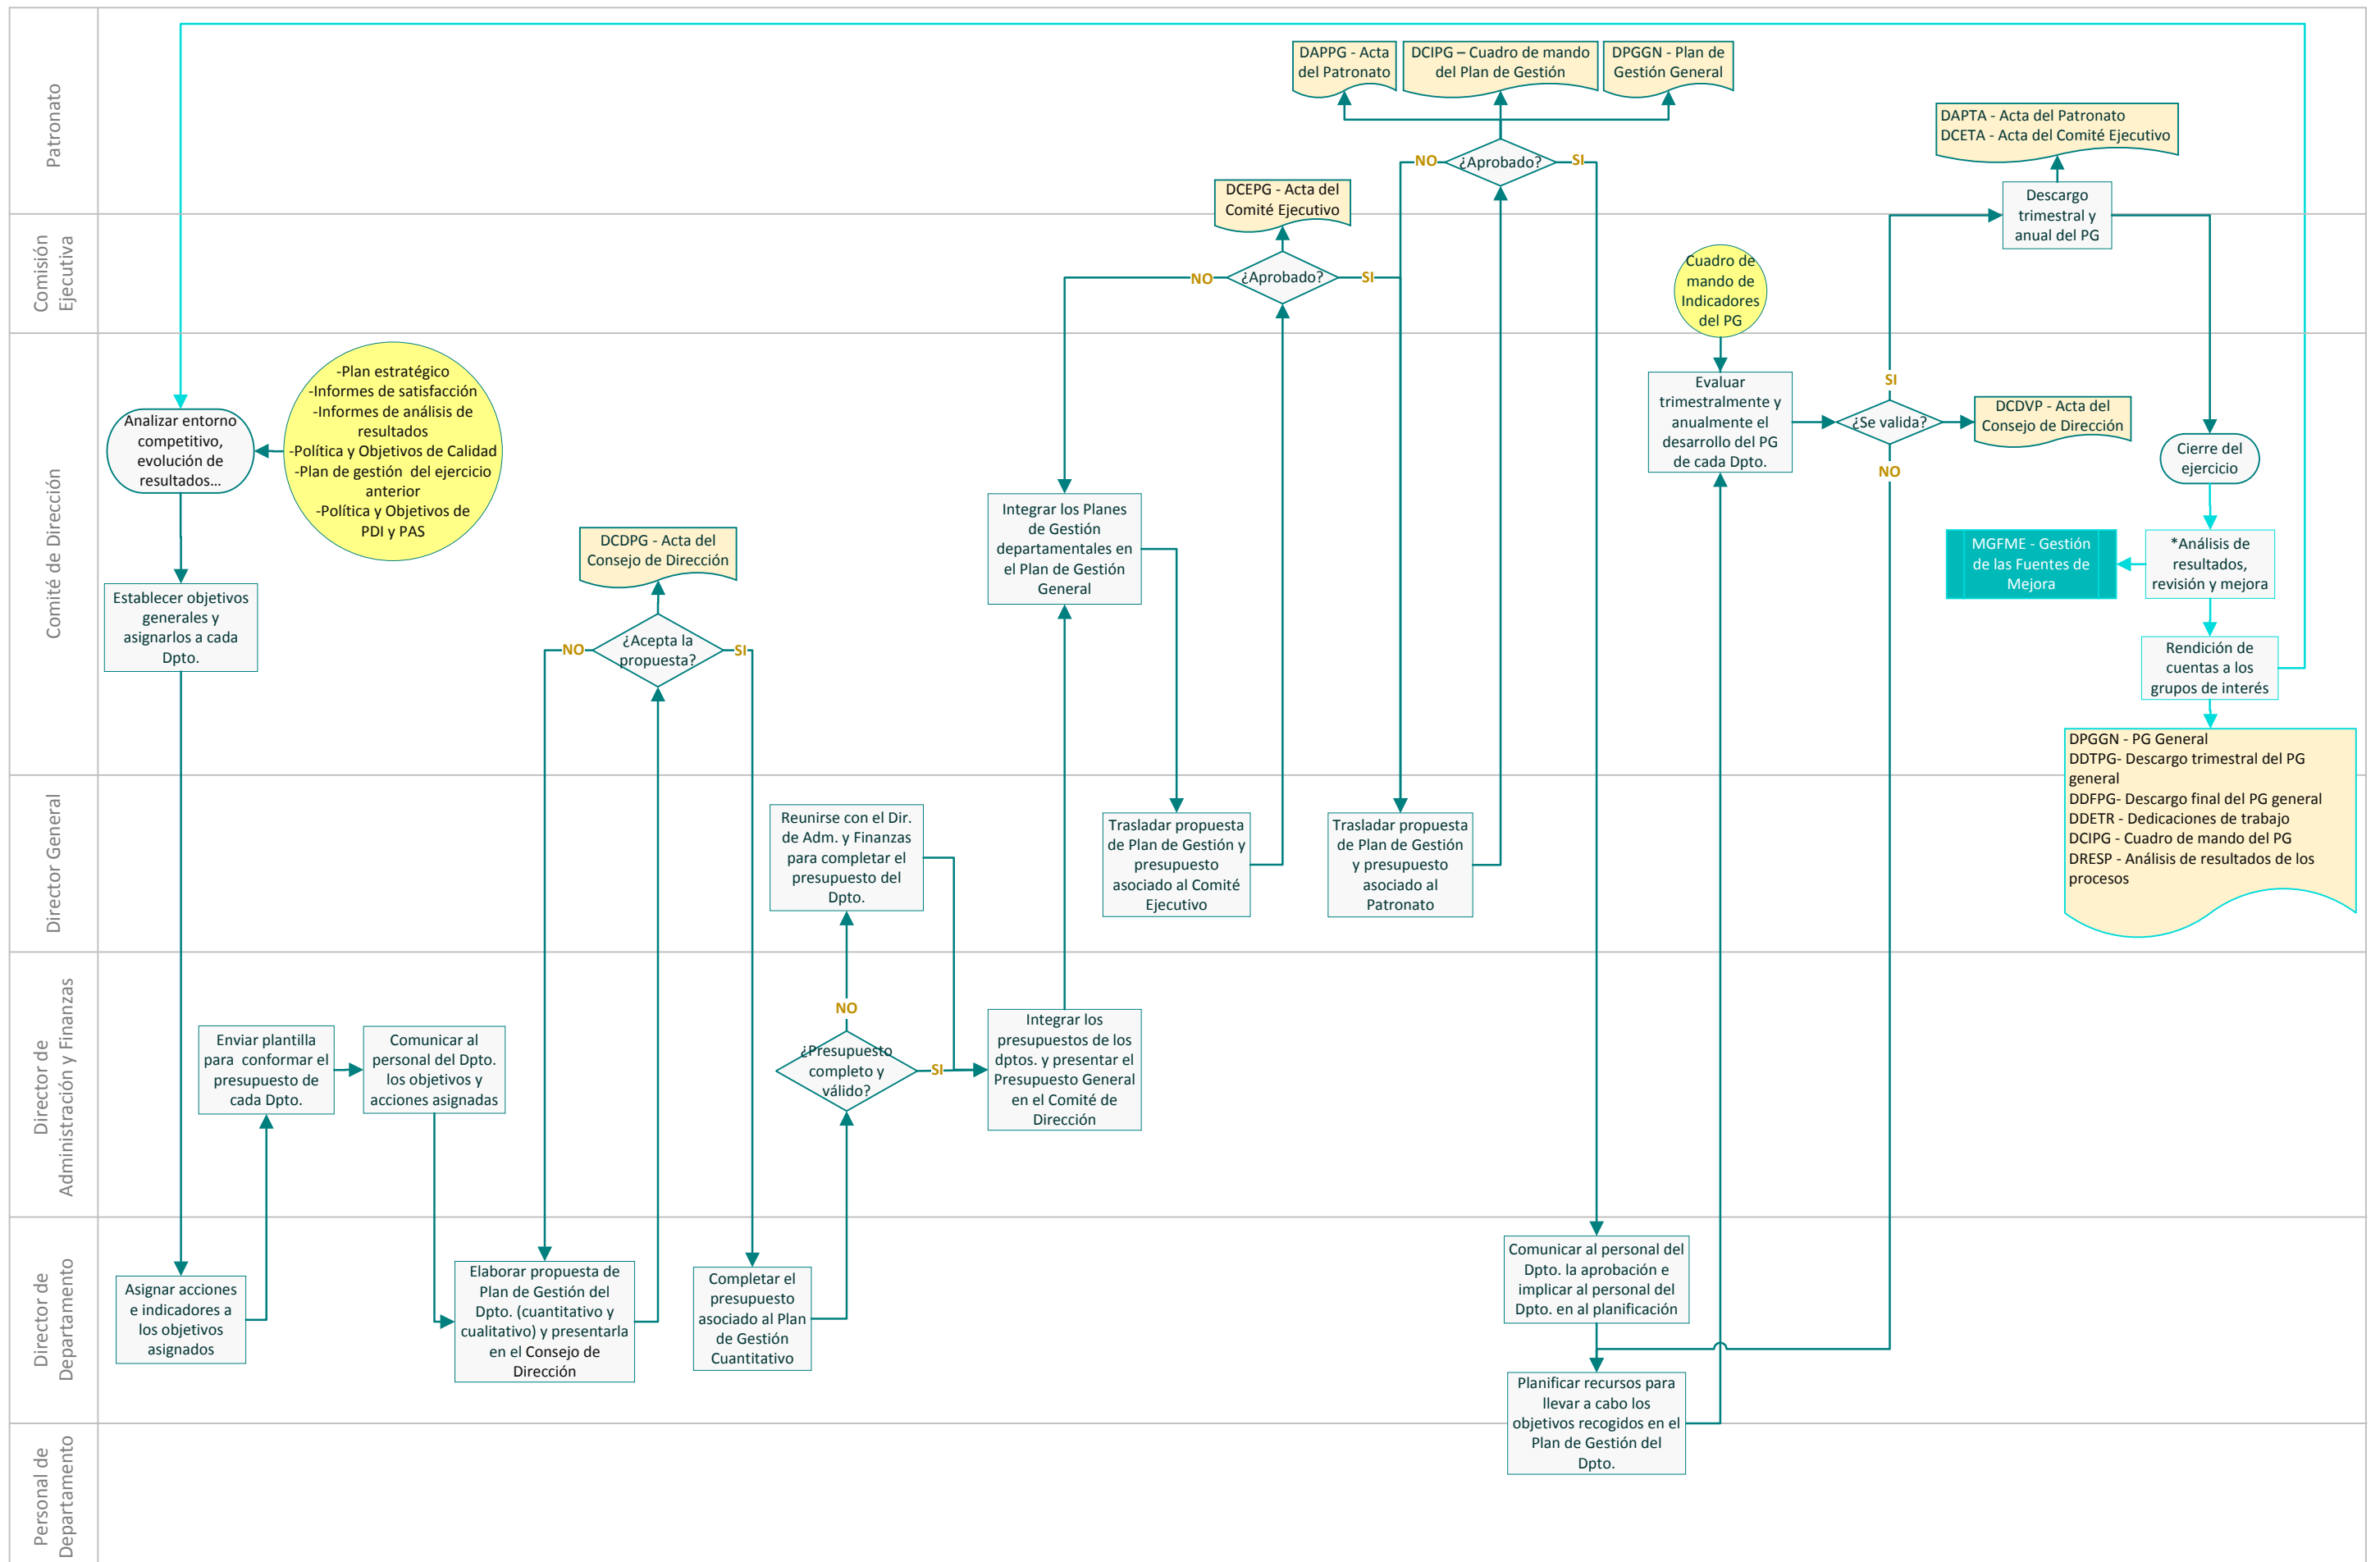 Patronato
DAPPG - Acta
del Patronato
DCIPG – Cuadro de mando
del Plan de Gestión
DPGGN - Plan de
Gestión General
DAPTA - Acta del Patronato
DCETA - Acta del Comité Ejecutivo
NO
¿Aprobado?
SI
DCEPG - Acta del
Comité Ejecutivo
Descargo
trimestral y
anual del PG
Comisión
Ejecutiva
NO
¿Aprobado?
SI
Cuadro de
mando de
Indicadores
del PG
Comité de Dirección
Analizar entorno
competitivo,
evolución de
resultados...
-Plan estratégico
-Informes de satisfacción
-Informes de análisis de
resultados
-Política y Objetivos de Calidad
-Plan de gestión  del ejercicio
anterior
-Política y Objetivos de
PDI y PAS
Evaluar
trimestralmente y
anualmente el
desarrollo del PG
de cada Dpto.
SI
¿Se valida?
NO
DCDVP - Acta del
Consejo de Dirección
Cierre del
ejercicio
Integrar los Planes
de Gestión
departamentales en
el Plan de Gestión
General
DCDPG - Acta del
Consejo de Dirección
MGFME - Gestión
de las Fuentes de
Mejora
*Análisis de
resultados,
revisión y mejora
Establecer objetivos
generales y
asignarlos a cada
Dpto.
NO
¿Acepta la
propuesta?
SI
Rendición de
cuentas a los
grupos de interés
DPGGN - PG General
DDTPG- Descargo trimestral del PG
general
DDFPG- Descargo final del PG general
DDETR - Dedicaciones de trabajo
DCIPG - Cuadro de mando del PG
DRESP - Análisis de resultados de los
procesos
Director General
Reunirse con el Dir.
de Adm. y Finanzas
para completar el
presupuesto del
Dpto.
Trasladar propuesta
de Plan de Gestión y
presupuesto
asociado al Comité
Ejecutivo
Trasladar propuesta
de Plan de Gestión
y presupuesto
asociado al
Patronato
Director de
Administración y Finanzas
Enviar plantilla
para  conformar el
presupuesto de
cada Dpto.
Comunicar al
personal del Dpto.
los objetivos y
acciones asignadas
NO
¿Presupuesto
completo y
válido?
SI
Integrar los
presupuestos de los
dptos. y presentar el
Presupuesto General
en el Comité de
Dirección
Director de
Departamento
Asignar acciones
e indicadores a
los objetivos
asignados
Elaborar propuesta de
Plan de Gestión del
Dpto. (cuantitativo y
cualitativo) y presentarla
en el Consejo de
Dirección
Completar el
presupuesto
asociado al Plan
de Gestión
Cuantitativo
Comunicar al personal del
Dpto. la aprobación e
implicar al personal del
Dpto. en al planificación
Planificar recursos para
llevar a cabo los
objetivos recogidos en el
Plan de Gestión del
Dpto.
Personal de
Departamento